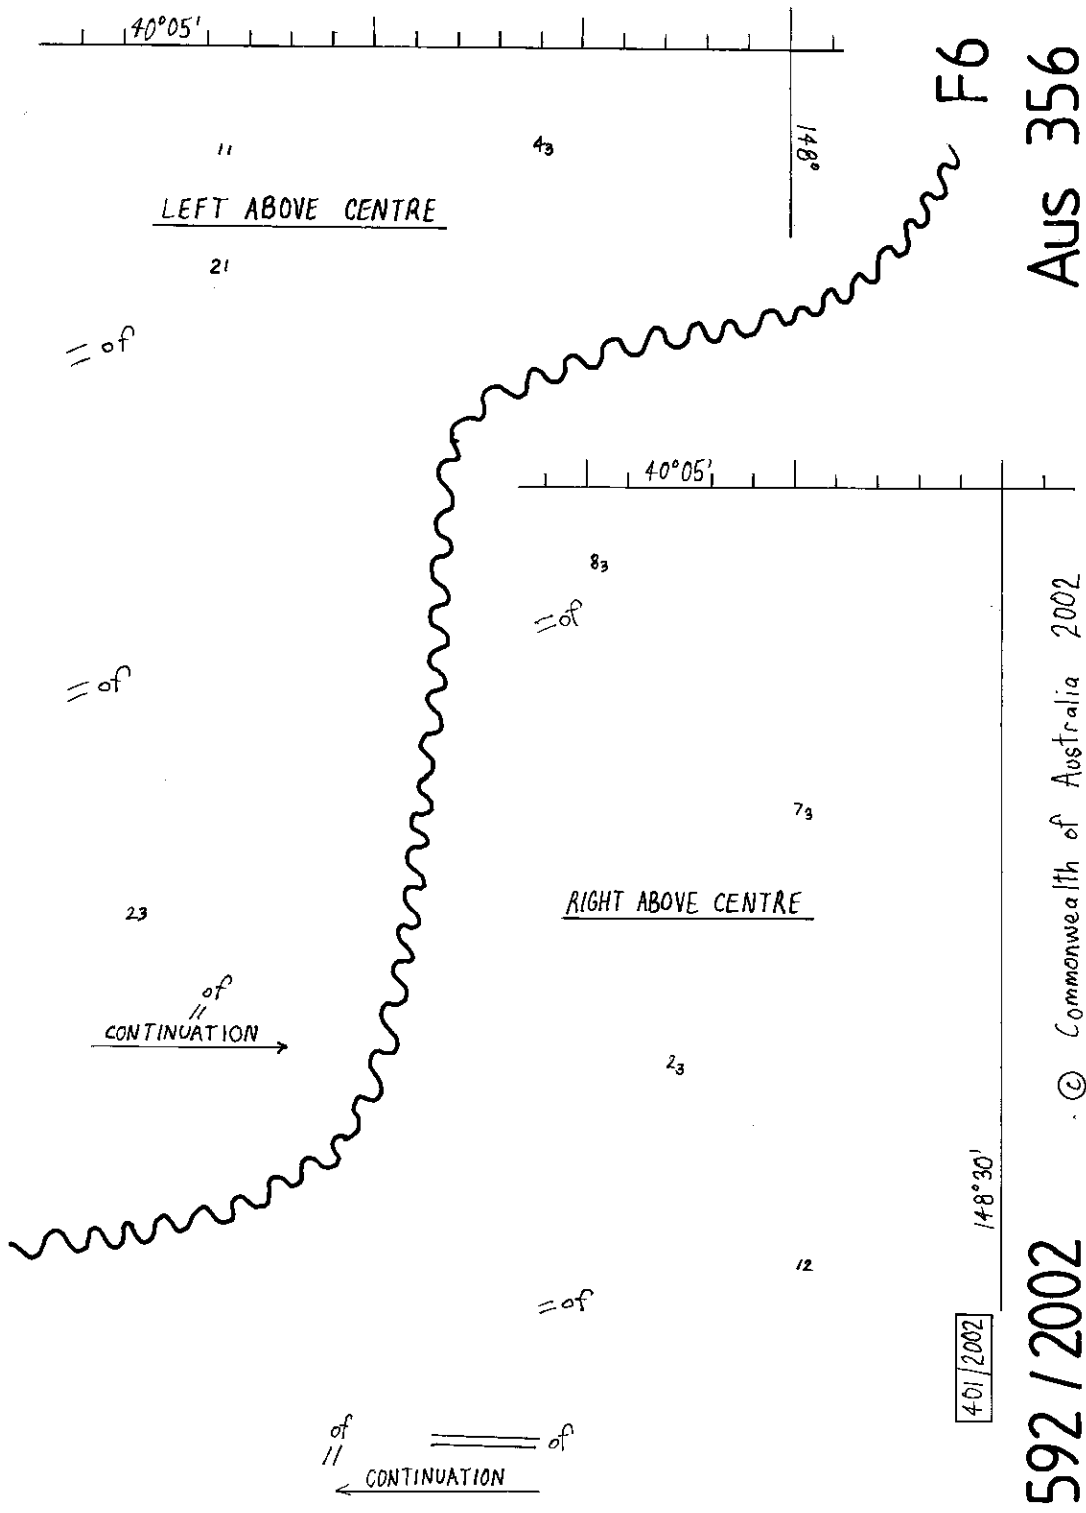 40°05'
11
43
148°
LEFT ABOVE CENTRE
21
= of
= of
23
= of
CONTINUATION
40°05'
83
= of
73
RIGHT ABOVE CENTRE
23
148°30'
12
= of
= of
= of
CONTINUATION
401/2002
F6
592 / 2002 Aus 356
© Commonwealth of Australia 2002